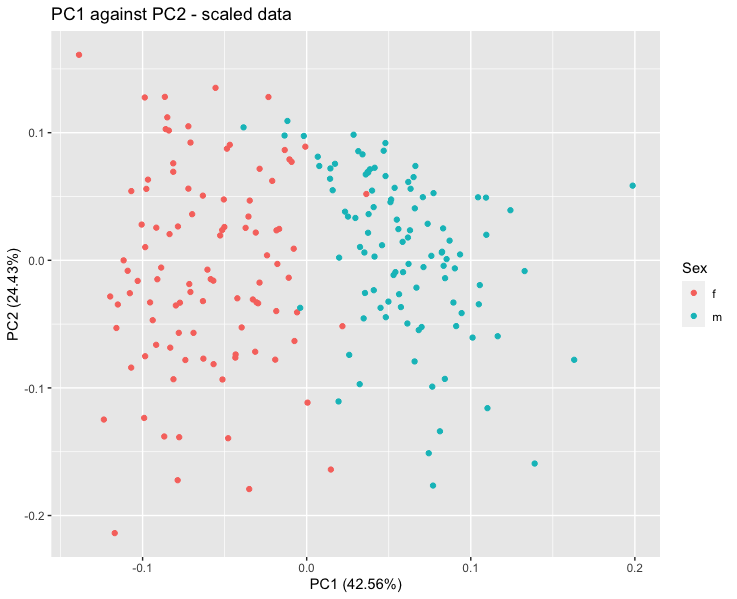 PC1 against PC2 - scaled data
0.1
0.0
-0.1
-0.2
PC2 (24.43%)
-0.1
0.0
0.1
0.2
PC1 (42.56%)
Sex
f
m